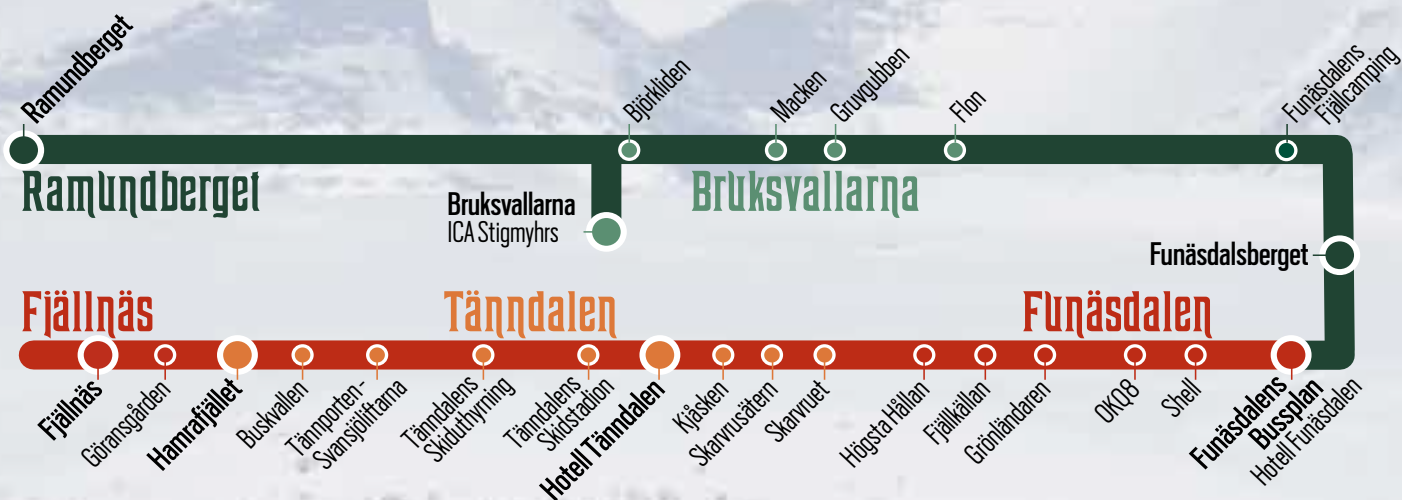 Ramundberget
Björkliden
Macken
Gruvgubben
Flon
Funäsdalens
Fjällcamping
Ramundberget
Bruksvallarna
Bruksvallarna
ICA Stigmyhrs
Funäsdalsberget
Fjällnäs
Tänndalen
Funäsdalen
Fjällnäs
Göransgården
Hamrafjället
Buskvallen
Tännporten-
Svansjöliftarna
Tänndalens
Skiduthyrning
Tänndalens
Skidstadion
Hotell Tänndalen
Kjäsken
Skarvrusätern
Skarvruet
Högsta Hållan
Fjällkällan
Grönländaren
OKQ8
Shell
Funäsdalens
Bussplan
Hotell Funäsdalen